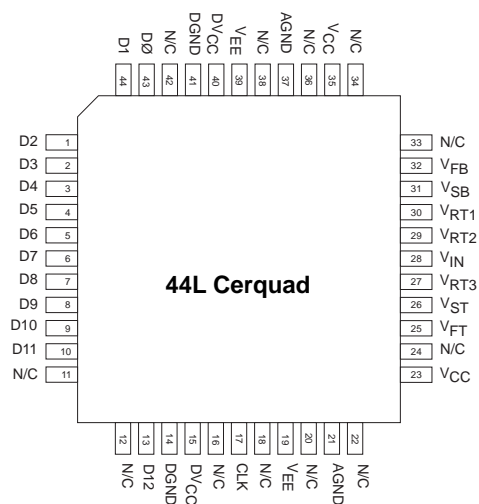 D1 DØ N/C DGND DVCC VEE N/C AGND N/C VCC N/C
44 43 42 41 40 39 38 37 36 35 34
D2 1
D3 2
D4 3
D5 4
D6 5
D7 6
D8 7
D9 8
D10 9
D11 10
N/C 11
44L Cerquad
33 N/C
32 VFB
31 VSB
30 VRT1
29 VRT2
28 VIN
27 VRT3
26 VST
25 VFT
24 N/C
23 VCC
12 13 14 15 16 17 18 19 20 21 22
N/C D12 DGND DVCC N/C CLK N/C VEE N/C AGND N/C